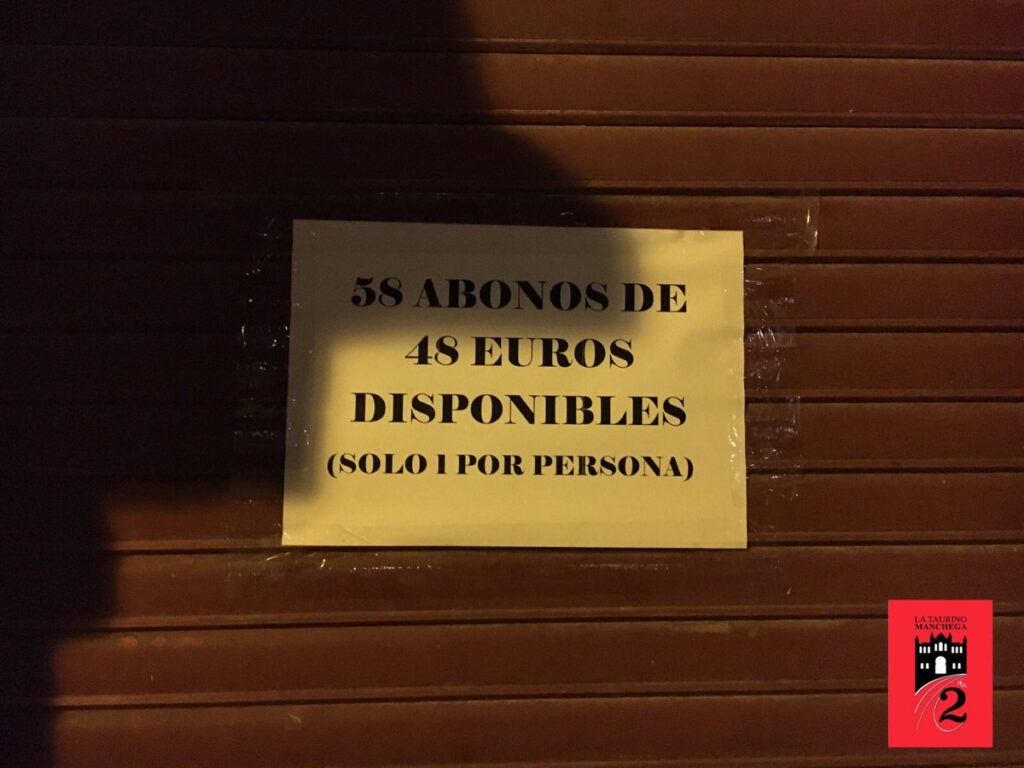 58 ABONOS DE
48 EUROS
DISPONIBLES
(SOLO 1 POR PERSONA)
LA TAURINO
MANCHEGA
2